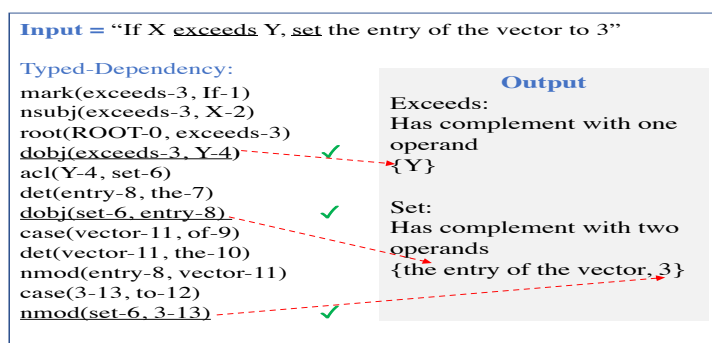 Input = “If X exceeds Y, set the entry of the vector to 3”
Typed-Dependency:
mark(exceeds-3, If-1)
nsubj(exceeds-3, X-2)
root(ROOT-0, exceeds-3)
dobj(exceeds-3, Y-4) ✓
acl(Y-4, set-6)
det(entry-8, the-7)
dobj(set-6, entry-8) ✓
case(vector-11, of-9)
det(vector-11, the-10)
nmod(entry-8, vector-11)
case(3-13, to-12)
nmod(set-6, 3-13) ✓
Output
Exceeds:
Has complement with one
operand
{Y}
Set:
Has complement with two
operands
{the entry of the vector, 3}